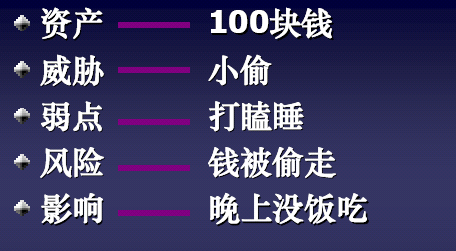 资产 100块钱
威胁 小偷
弱点 打瞌睡
风险 钱被偷走
影响 晚上没饭吃